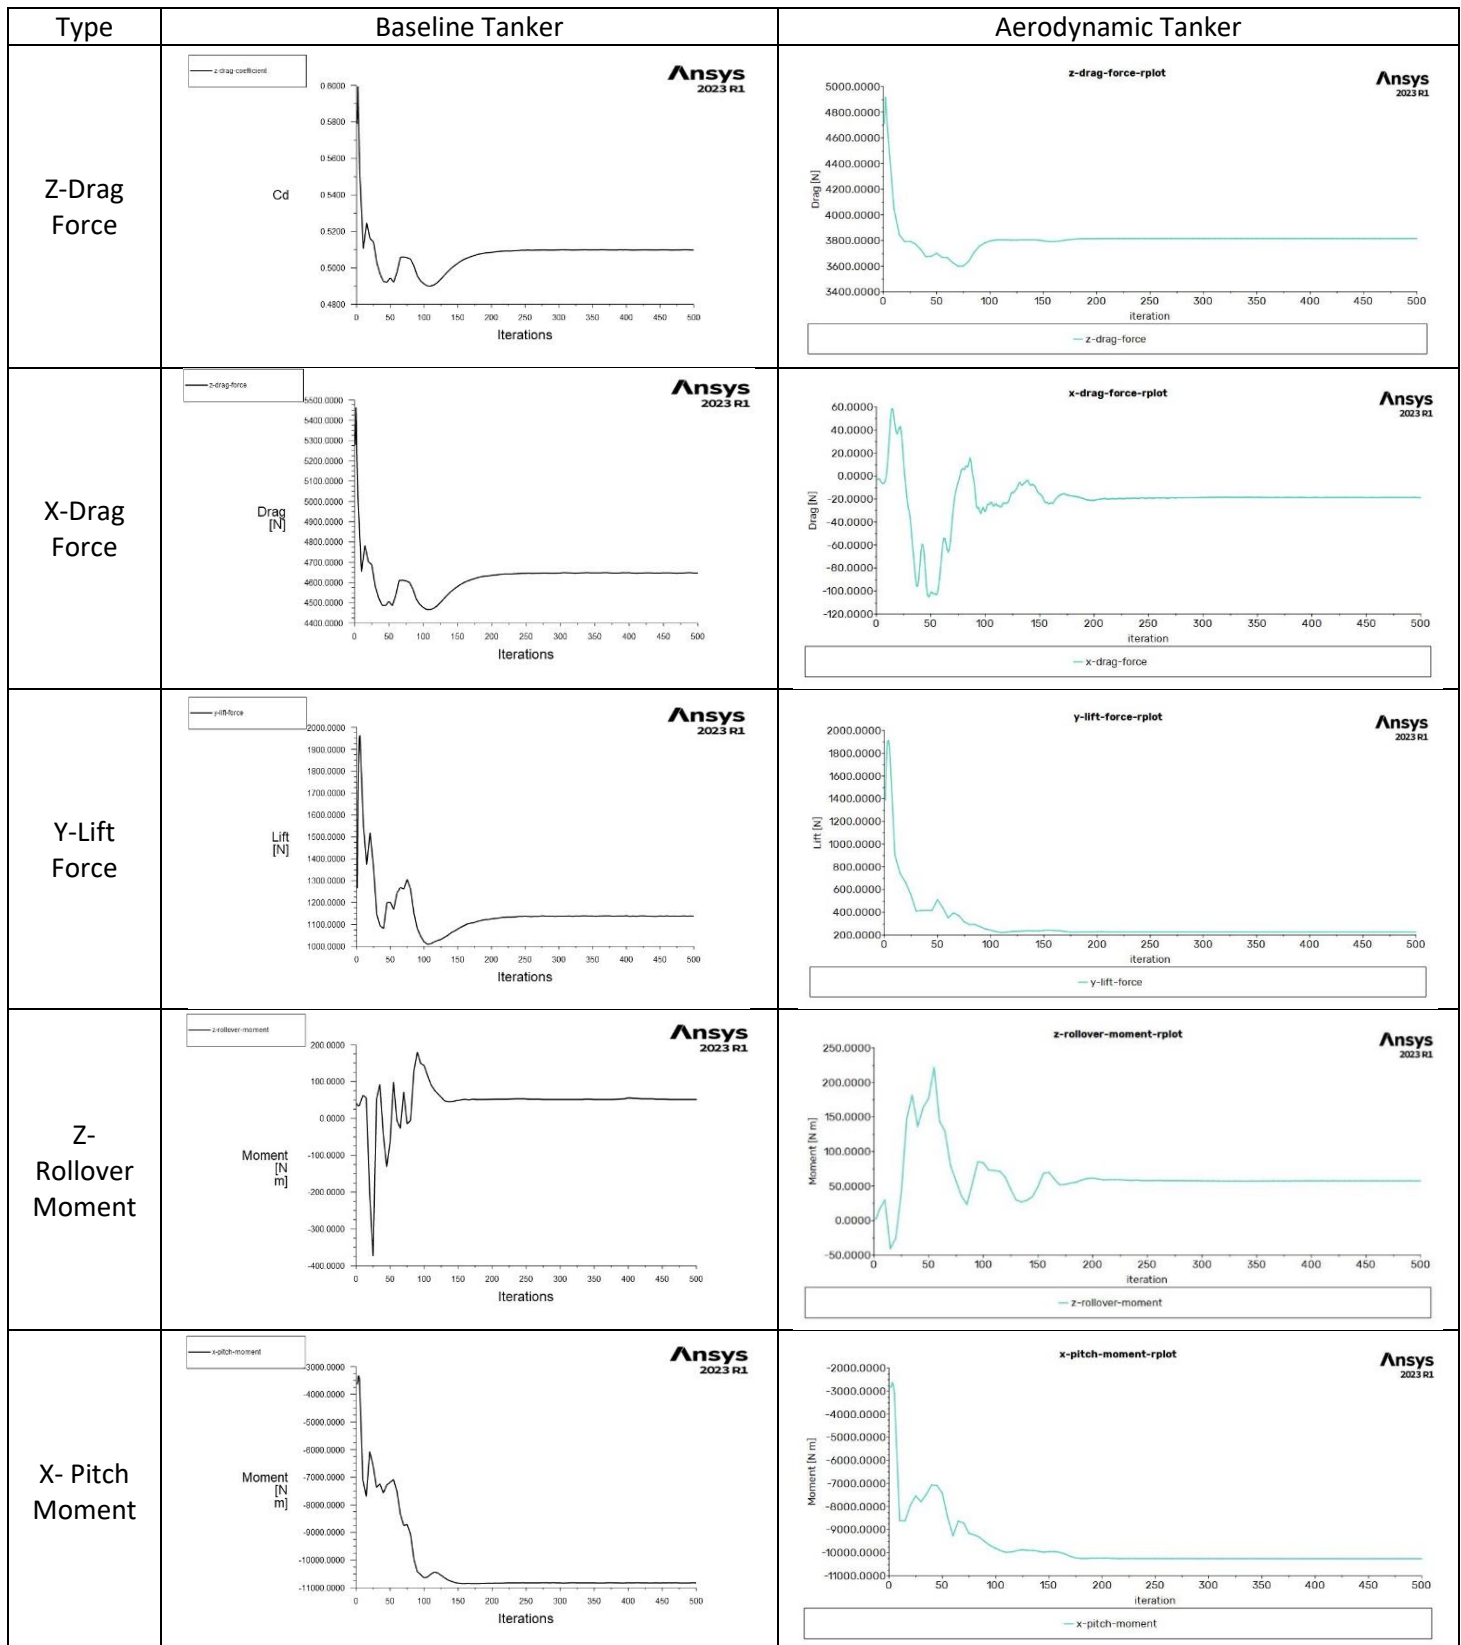 Type
Baseline Tanker
Aerodynamic Tanker
Z-Drag
Force
z-drag-coefficient
Ansys
2023 R1
0.6000
0.5800
0.5600
0.5400
0.5200
0.5000
0.4800
Cd
0 50 100 150 200 250 300 350 400 450 500
Iterations
z-drag-force-rplot
Ansys
2023 R1
5000.0000
4800.0000
4600.0000
4400.0000
4200.0000
4000.0000
3800.0000
3600.0000
3400.0000
Drag [N]
0 50 100 150 200 250 300 350 400 450 500
iteration
z-drag-force
X-Drag
Force
z-drag-force
Ansys
2023 R1
5500.0000
5400.0000
5300.0000
5200.0000
5100.0000
5000.0000
4900.0000
4800.0000
4700.0000
4600.0000
4500.0000
4400.0000
Drag
[N]
0 50 100 150 200 250 300 350 400 450 500
Iterations
x-drag-force-rplot
Ansys
2023 R1
60.0000
40.0000
20.0000
0.0000
-20.0000
-40.0000
-60.0000
-80.0000
-100.0000
-120.0000
Drag [N]
0 50 100 150 200 250 300 350 400 450 500
iteration
x-drag-force
Y-Lift
Force
y-lift-force
Ansys
2023 R1
2000.0000
1900.0000
1800.0000
1700.0000
1600.0000
1500.0000
1400.0000
1300.0000
1200.0000
1100.0000
1000.0000
Lift
[N]
0 50 100 150 200 250 300 350 400 450 500
Iterations
y-lift-force-rplot
Ansys
2023 R1
2000.0000
1800.0000
1600.0000
1400.0000
1200.0000
1000.0000
800.0000
600.0000
400.0000
200.0000
Lift [N]
0 50 100 150 200 250 300 350 400 450 500
iteration
y-lift-force
Z-
Rollover
Moment
z-rollover-moment
Ansys
2023 R1
200.0000
100.0000
0.0000
-100.0000
-200.0000
-300.0000
-400.0000
Moment
[N
m]
0 50 100 150 200 250 300 350 400 450 500
Iterations
z-rollover-moment-rplot
Ansys
2023 R1
250.0000
200.0000
150.0000
100.0000
50.0000
0.0000
-50.0000
Moment [N m]
0 50 100 150 200 250 300 350 400 450 500
iteration
z-rollover-moment
X- Pitch
Moment
x-pitch-moment
Ansys
2023 R1
-3000.0000
-4000.0000
-5000.0000
-6000.0000
-7000.0000
-8000.0000
-9000.0000
-10000.0000
-11000.0000
Moment
[N
m]
0 50 100 150 200 250 300 350 400 450 500
Iterations
x-pitch-moment-rplot
Ansys
2023 R1
-2000.0000
-3000.0000
-4000.0000
-5000.0000
-6000.0000
-7000.0000
-8000.0000
-9000.0000
-10000.0000
-11000.0000
Moment [N m]
0 50 100 150 200 250 300 350 400 450 500
iteration
x-pitch-moment